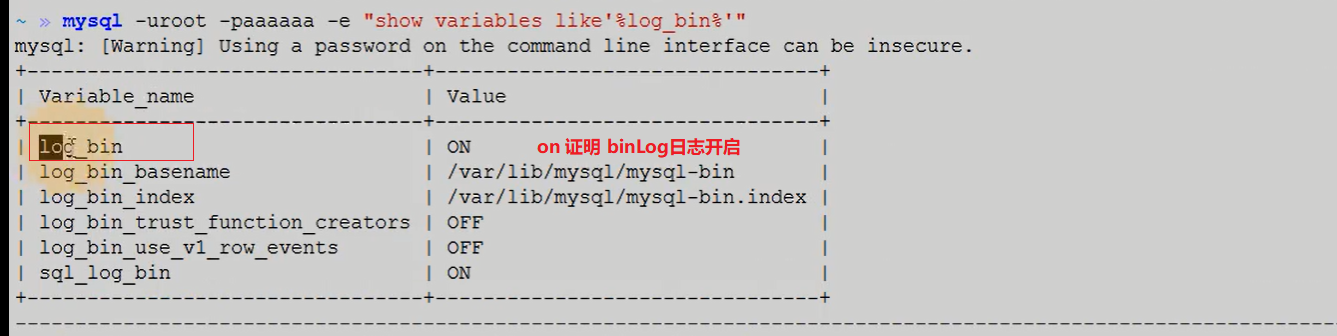 ~ » mysql -uroot -paaaaaa -e "show variables like'%log_bin%'"
mysql: [Warning] Using a password on the command line interface can be insecure.
+---------------------------------+--------------------------------+
| Variable_name | Value |
+---------------------------------+--------------------------------+
| log_bin | ON | on 证明 binLog日志开启
| log_bin_basename | /var/lib/mysql/mysql-bin |
| log_bin_index | /var/lib/mysql/mysql-bin.index |
| log_bin_trust_function_creators | OFF |
| log_bin_use_v1_row_events | OFF |
| sql_log_bin | ON |
+---------------------------------+--------------------------------+